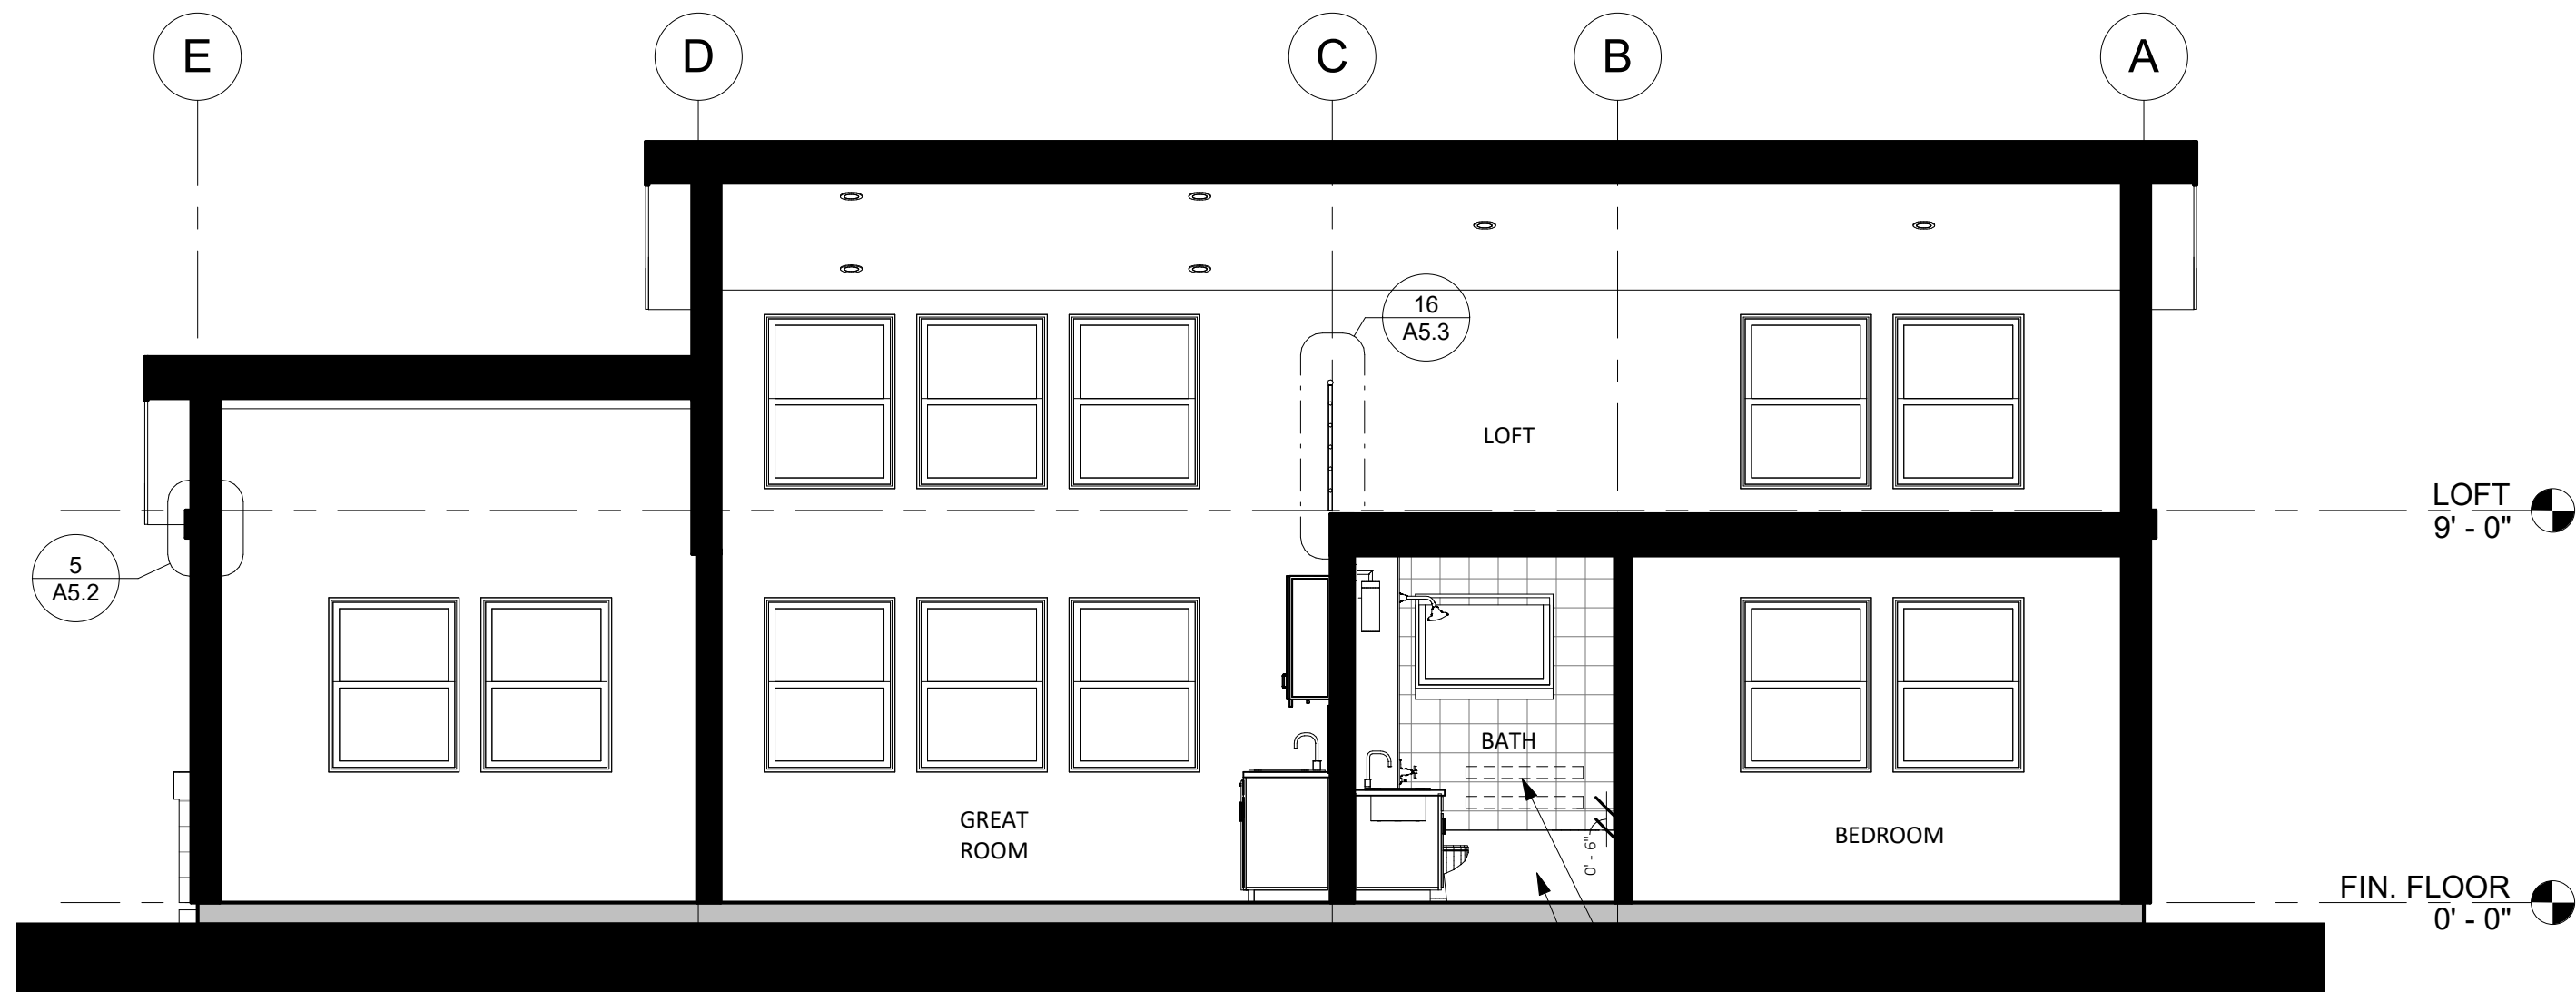 E
D
C
B
A
16
A5.3
LOFT
LOFT
9' - 0"
5
A5.2
BATH
GREAT
ROOM
0' - 6"
BEDROOM
FIN. FLOOR
0' - 0"